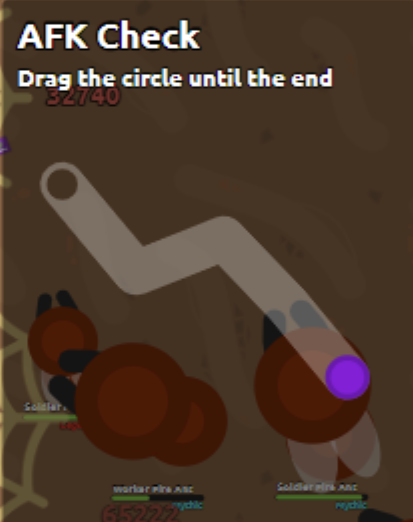 AFK Check
Drag the circle until the end
32740
Soldier
Worker Fire Ant
Soldier Fire Ant
Mythic
Mythic
65222